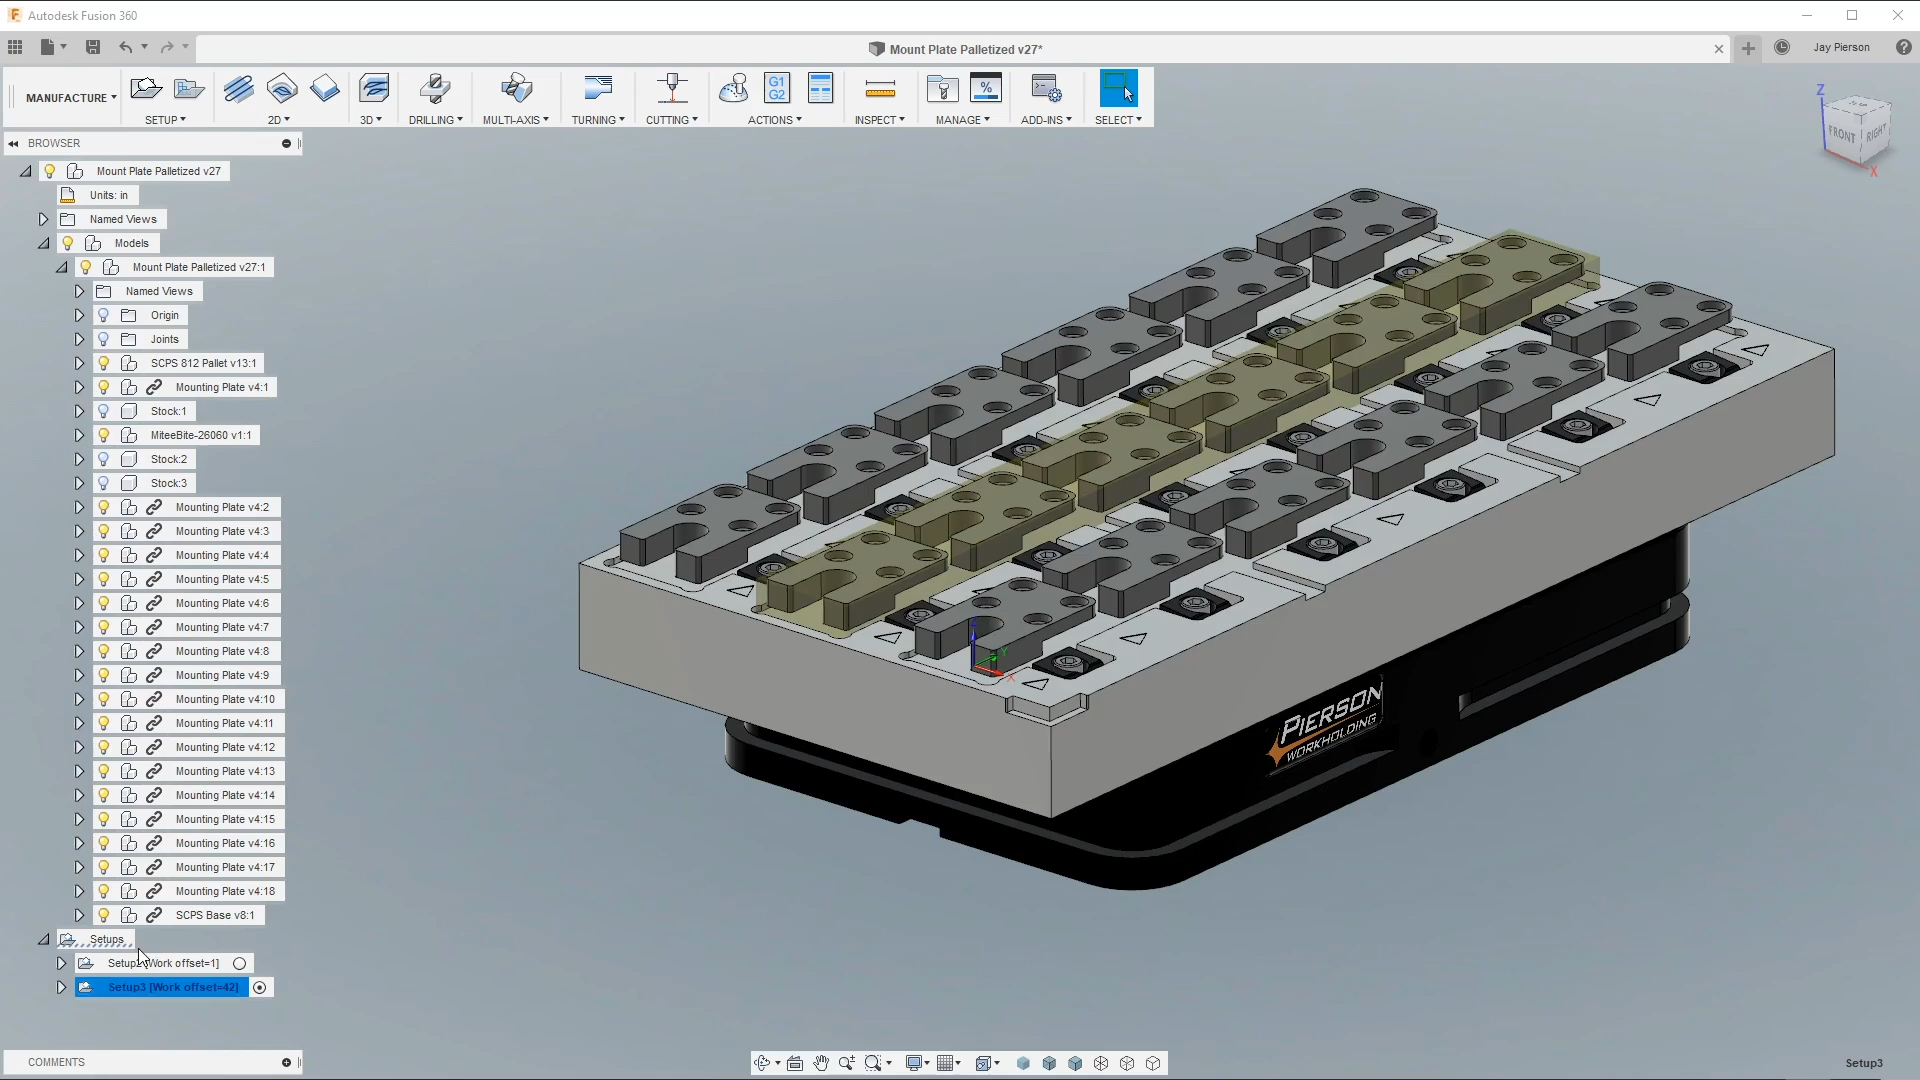 Autodesk Fusion 360
Mount Plate Palletized v27*
Jay Pierson
MANUFACTURE
SETUP
2D
3D
DRILLING
MULTI-AXIS
TURNING
CUTTING
G1
G2
ACTIONS
INSPECT
%
MANAGE
ADD-INS
SELECT
BROWSER
Mount Plate Palletized v27
Units: in
Named Views
Models
Mount Plate Palletized v27:1
Named Views
Origin
Joints
SCPS 812 Pallet v13:1
Mounting Plate v4:1
Stock:1
MiteeBite-26060 v1:1
Stock:2
Stock:3
Mounting Plate v4:2
Mounting Plate v4:3
Mounting Plate v4:4
Mounting Plate v4:5
Mounting Plate v4:6
Mounting Plate v4:7
Mounting Plate v4:8
Mounting Plate v4:9
Mounting Plate v4:10
Mounting Plate v4:11
Mounting Plate v4:12
Mounting Plate v4:13
Mounting Plate v4:14
Mounting Plate v4:15
Mounting Plate v4:16
Mounting Plate v4:17
Mounting Plate v4:18
SCPS Base v8:1
Setups
[Work offset=1]
Setup3 [Work offset=42]
COMMENTS
Z
FRONT
RIGHT
X
Z
Y
X
PIERSON
WORKHOLDING
Setup3